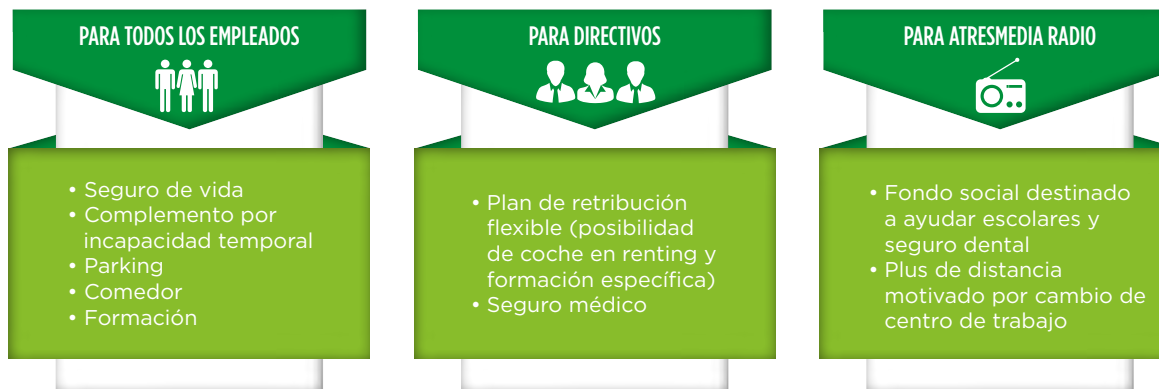 PARA TODOS LOS EMPLEADOS
• Seguro de vida
• Complemento por
incapacidad temporal
• Parking
• Comedor
• Formación
PARA DIRECTIVOS
• Plan de retribución
flexible (posibilidad
de coche en renting y
formación específica)
• Seguro médico
PARA ATRESMEDIA RADIO
• Fondo social destinado
a ayudar escolares y
seguro dental
• Plus de distancia
motivado por cambio de
centro de trabajo